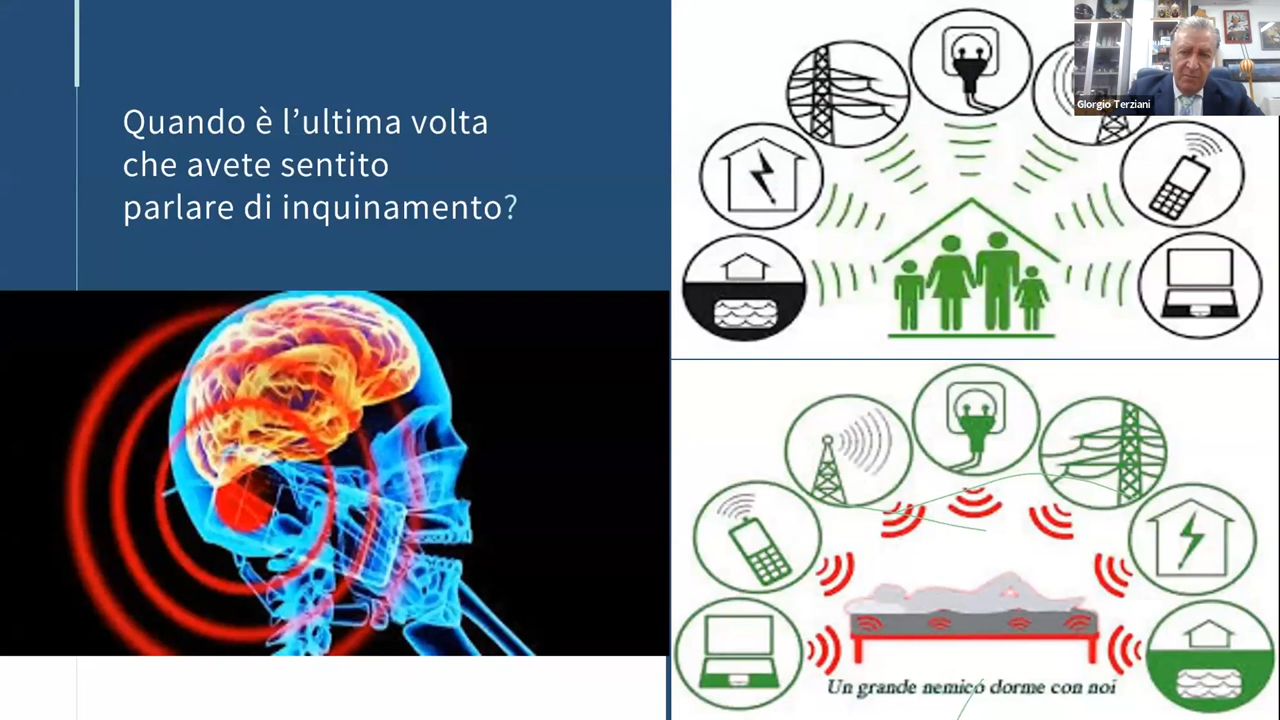 Quando è l’ultima volta
che avete sentito
parlare di inquinamento?
GIorgio Terziani
Un grande nemico dorme con noi